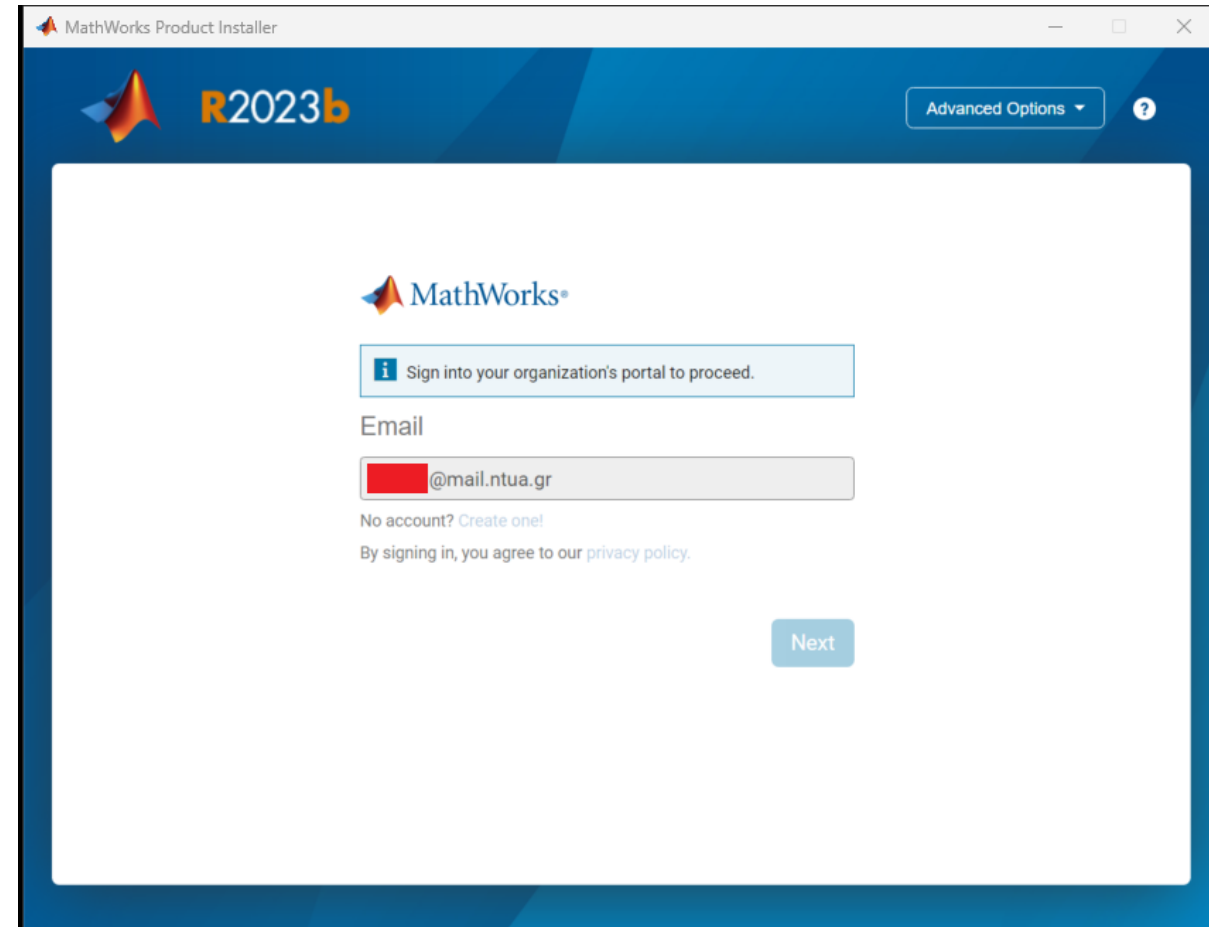 MathWorks Product Installer
R2023b
Advanced Options
?
MathWorks®
i Sign into your organization's portal to proceed.
Email
@mail.ntua.gr
No account? Create one!
By signing in, you agree to our privacy policy.
Next